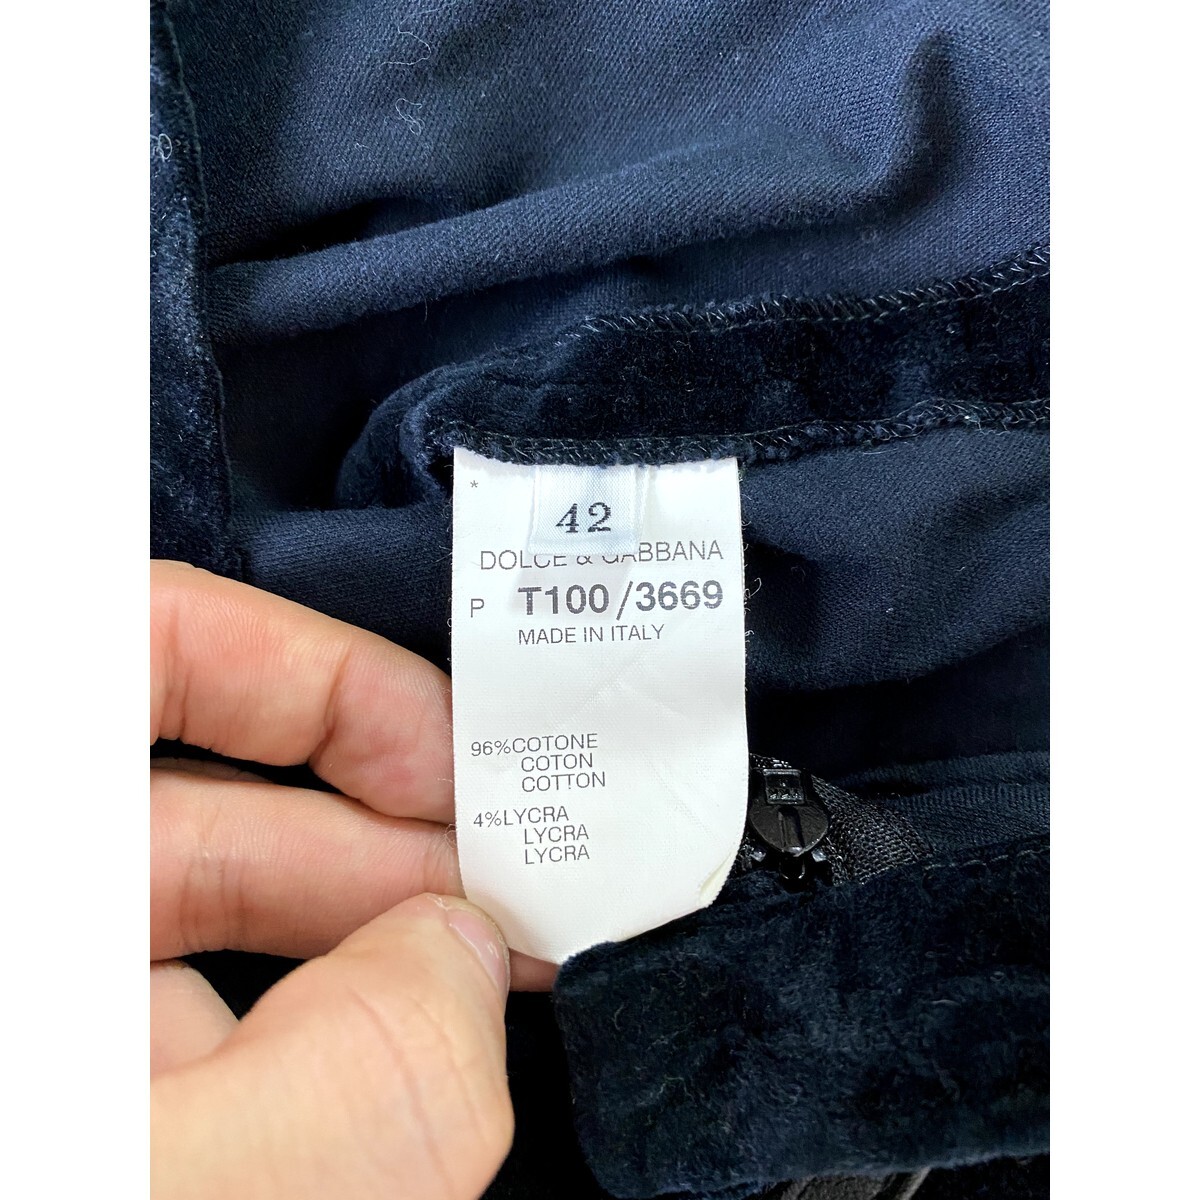 *
42
DOLCE & GABBANA
P T100/3669
MADE IN ITALY
96%COTONE
COTON
COTTON
4%LYCRA
LYCRA
LYCRA